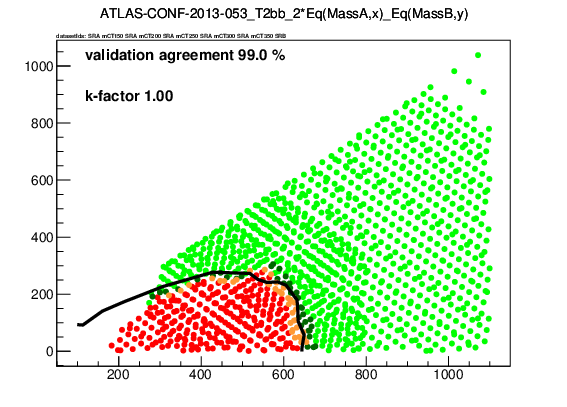 ATLAS-CONF-2013-053_T2bb_2*Eq(MassA,x)_Eq(MassB,y)
datasetIds: SRA mCT150 SRA mCT200 SRA mCT250 SRA mCT300 SRA mCT350 SRB
validation agreement 99.0 %
k-factor 1.00
1000
800
600
400
200
0
200 400 600 800 1000